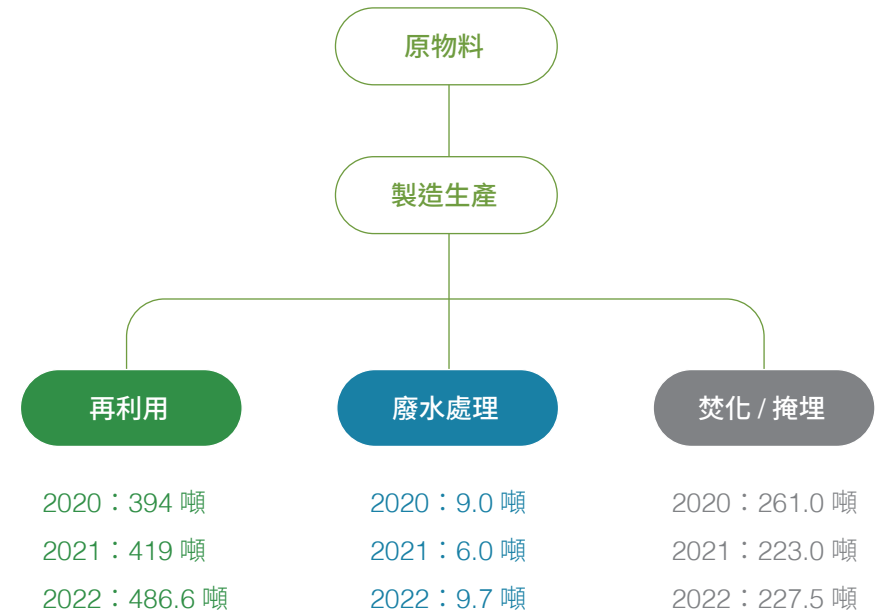 原物料
製造生產
再利用
廢水處理
焚化 / 掩埋
2020：394 噸
2021：419 噸
2022：486.6 噸
2020：9.0 噸
2021：6.0 噸
2022：9.7 噸
2020：261.0 噸
2021：223.0 噸
2022：227.5 噸